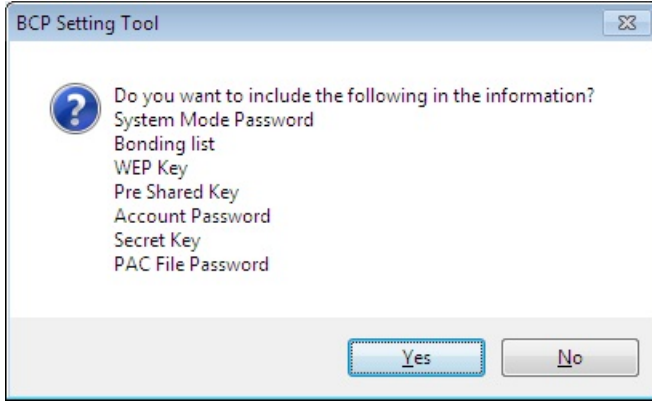 BCP Setting Tool
Do you want to include the following in the information?
System Mode Password
Bonding list
WEP Key
Pre Shared Key
Account Password
Secret Key
PAC File Password
Yes
No